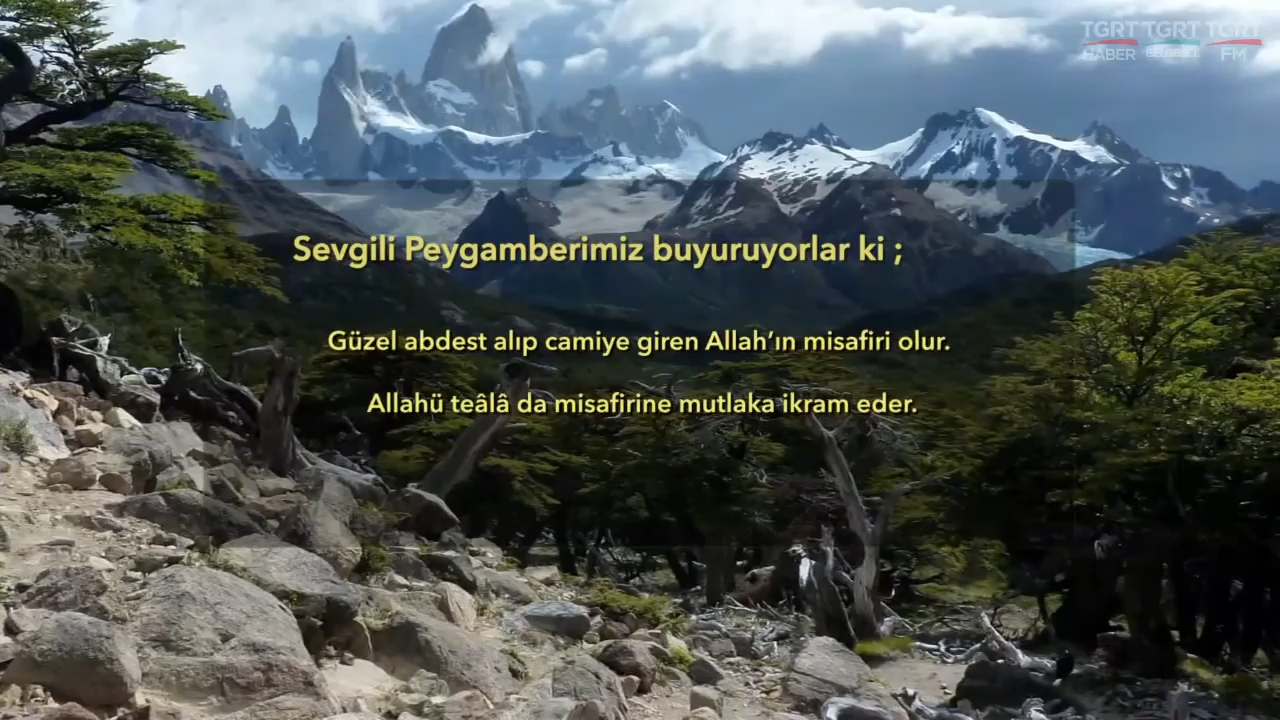 TGRT TGRT TGRT
HABER BELGESEL FM
Sevgili Peygamberimiz buyuruyorlar ki ;
Güzel abdest alıp camiye giren Allah’ın misafiri olur.
Allahü teâlâ da misafirine mutlaka ikram eder.